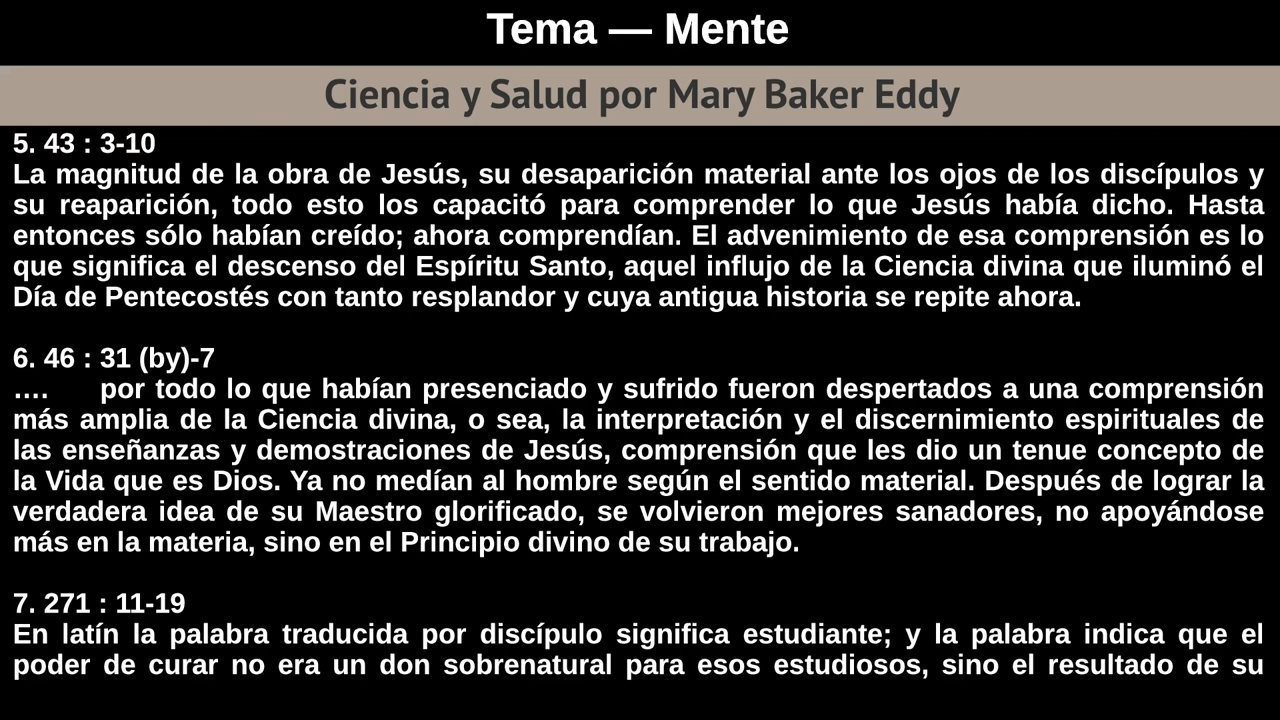 Tema — Mente
Ciencia y Salud por Mary Baker Eddy
5. 43 : 3-10
La magnitud de la obra de Jesús, su desaparición material ante los ojos de los discípulos y
su reaparición, todo esto los capacitó para comprender lo que Jesús había dicho. Hasta
entonces sólo habían creído; ahora comprendían. El advenimiento de esa comprensión es lo
que significa el descenso del Espíritu Santo, aquel influjo de la Ciencia divina que iluminó el
Día de Pentecostés con tanto resplandor y cuya antigua historia se repite ahora.
6. 46 : 31 (by)-7
.... por todo lo que habían presenciado y sufrido fueron despertados a una comprensión
más amplia de la Ciencia divina, o sea, la interpretación y el discernimiento espirituales de
las enseñanzas y demostraciones de Jesús, comprensión que les dio un tenue concepto de
la Vida que es Dios. Ya no medían al hombre según el sentido material. Después de lograr la
verdadera idea de su Maestro glorificado, se volvieron mejores sanadores, no apoyándose
más en la materia, sino en el Principio divino de su trabajo.
7. 271 : 11-19
En latín la palabra traducida por discípulo significa estudiante; y la palabra indica que el
poder de curar no era un don sobrenatural para esos estudiosos, sino el resultado de su